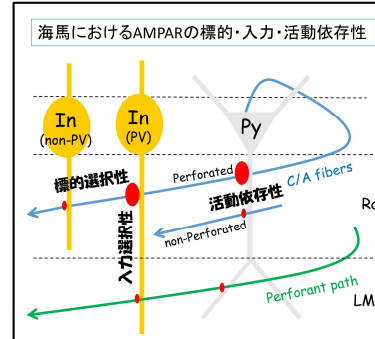 海馬におけるAMPARの標的・入力・活動依存性
In
(non-PV)
In
(PV)
Py
標的選択性
Perforated
C/A fibers
活動依存性
non-Perforated
入力選択性
Perforant path
LM